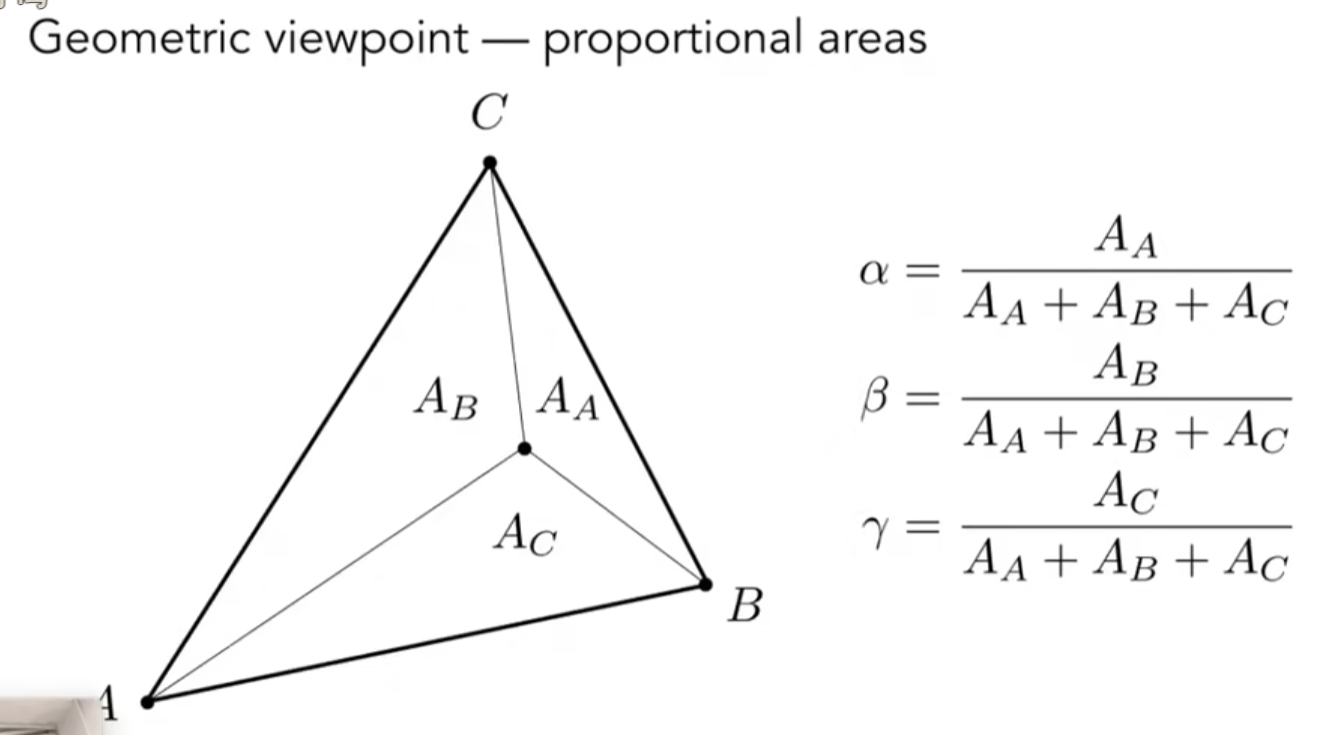 Geometric viewpoint — proportional areas
C
α = A_A / (A_A + A_B + A_C)
A_B A_A
β = A_B / (A_A + A_B + A_C)
A_C
γ = A_C / (A_A + A_B + A_C)
B
A